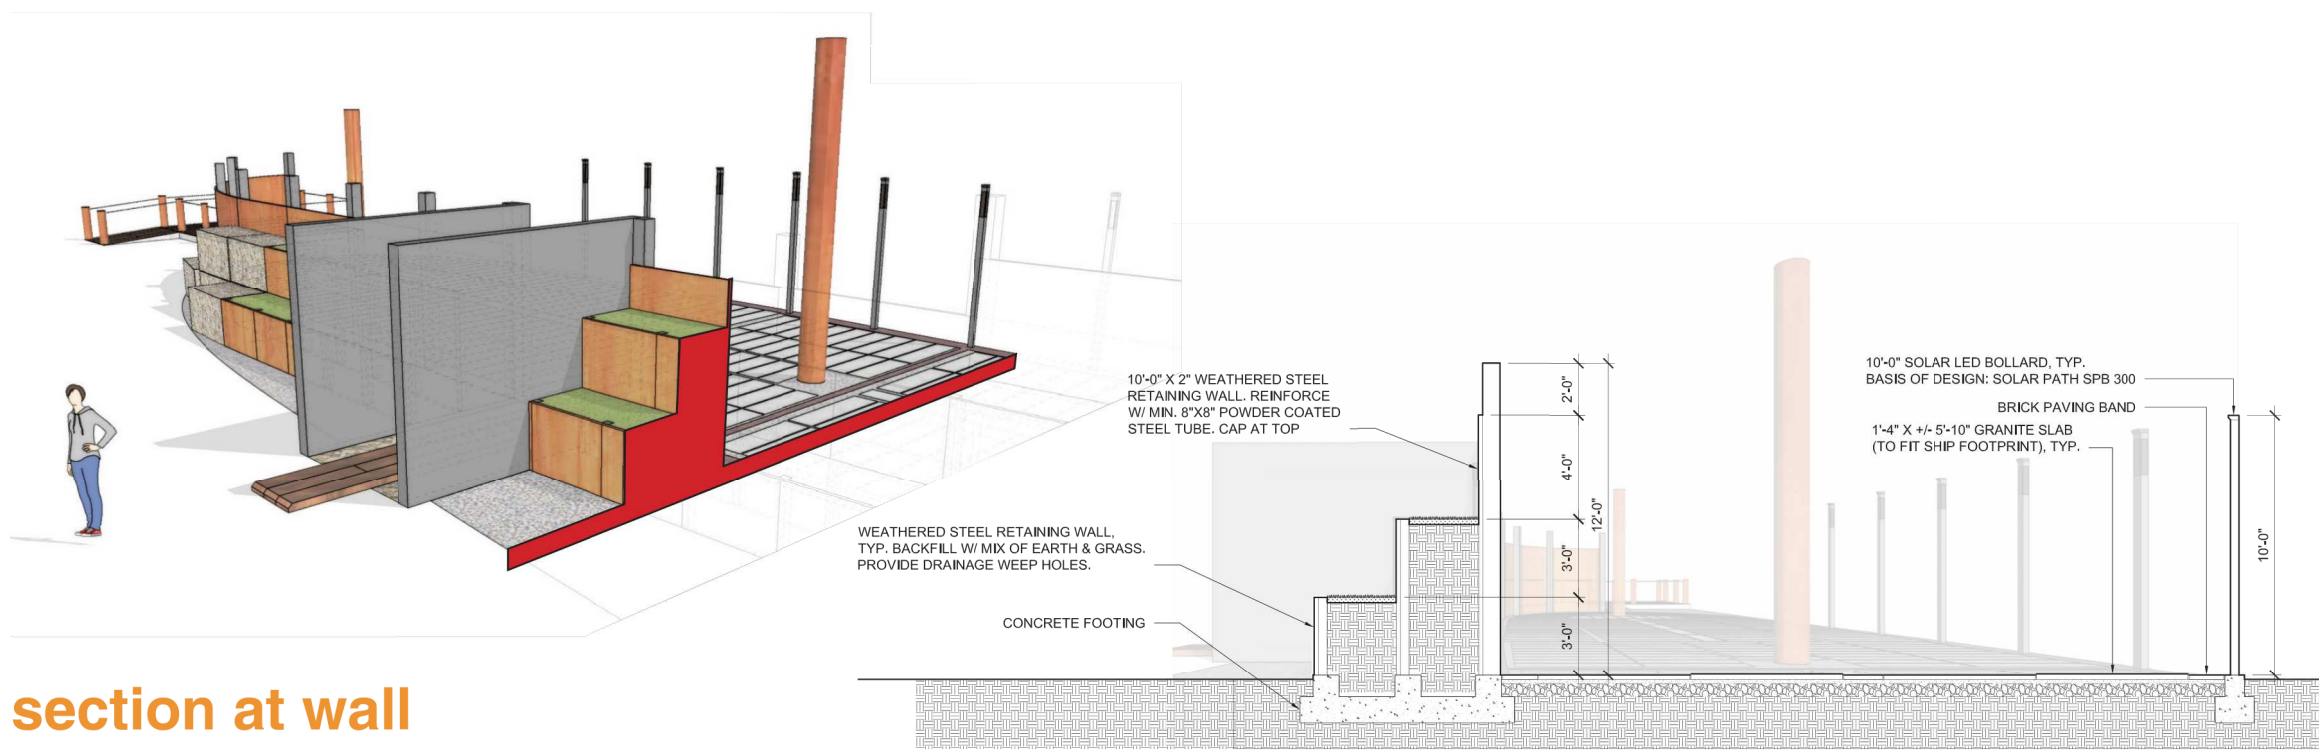 10'-0" X 2" WEATHERED STEEL
RETAINING WALL. REINFORCE
W/ MIN. 8"X8" POWDER COATED
STEEL TUBE. CAP AT TOP
WEATHERED STEEL RETAINING WALL,
TYP. BACKFILL W/ MIX OF EARTH & GRASS.
PROVIDE DRAINAGE WEEP HOLES.
CONCRETE FOOTING
2'-0"
4'-0"
3'-0"
3'-0"
12'-0"
10'-0" SOLAR LED BOLLARD, TYP.
BASIS OF DESIGN: SOLAR PATH SPB 300
BRICK PAVING BAND
1'-4" X +/- 5'-10" GRANITE SLAB
(TO FIT SHIP FOOTPRINT), TYP.
10'-0"
section at wall